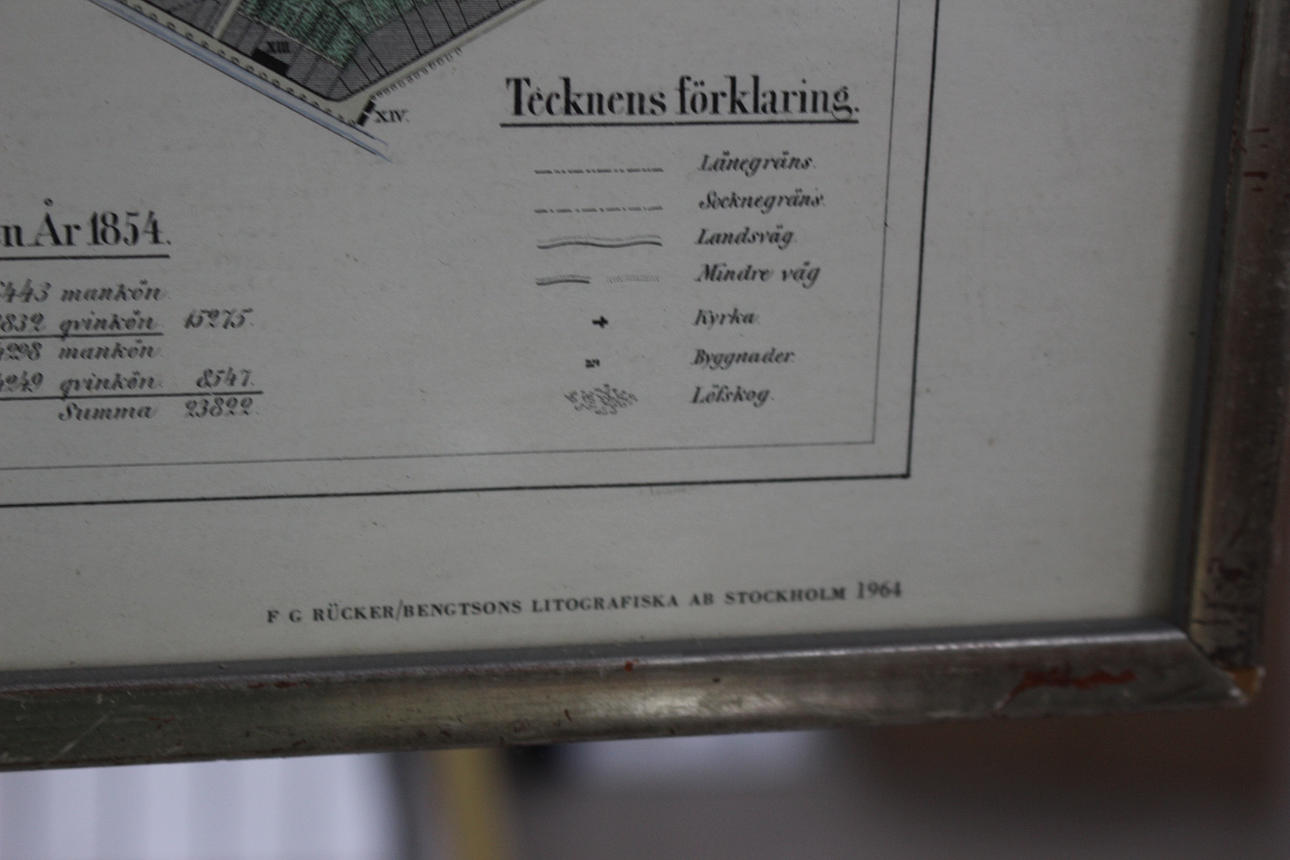 XIII
XIV.
Tecknens förklaring.
Länegräns.
Socknegräns.
Landsväg.
Mindre väg
Kyrka.
Byggnader.
Löfskog.
År 1854.
443 mankön.
832 qvinkön. 15275.
298 mankön.
249 qvinkön. 8547.
Summa 23822.
F G RÜCKER/BENGTSONS LITOGRAFISKA AB STOCKHOLM 1964